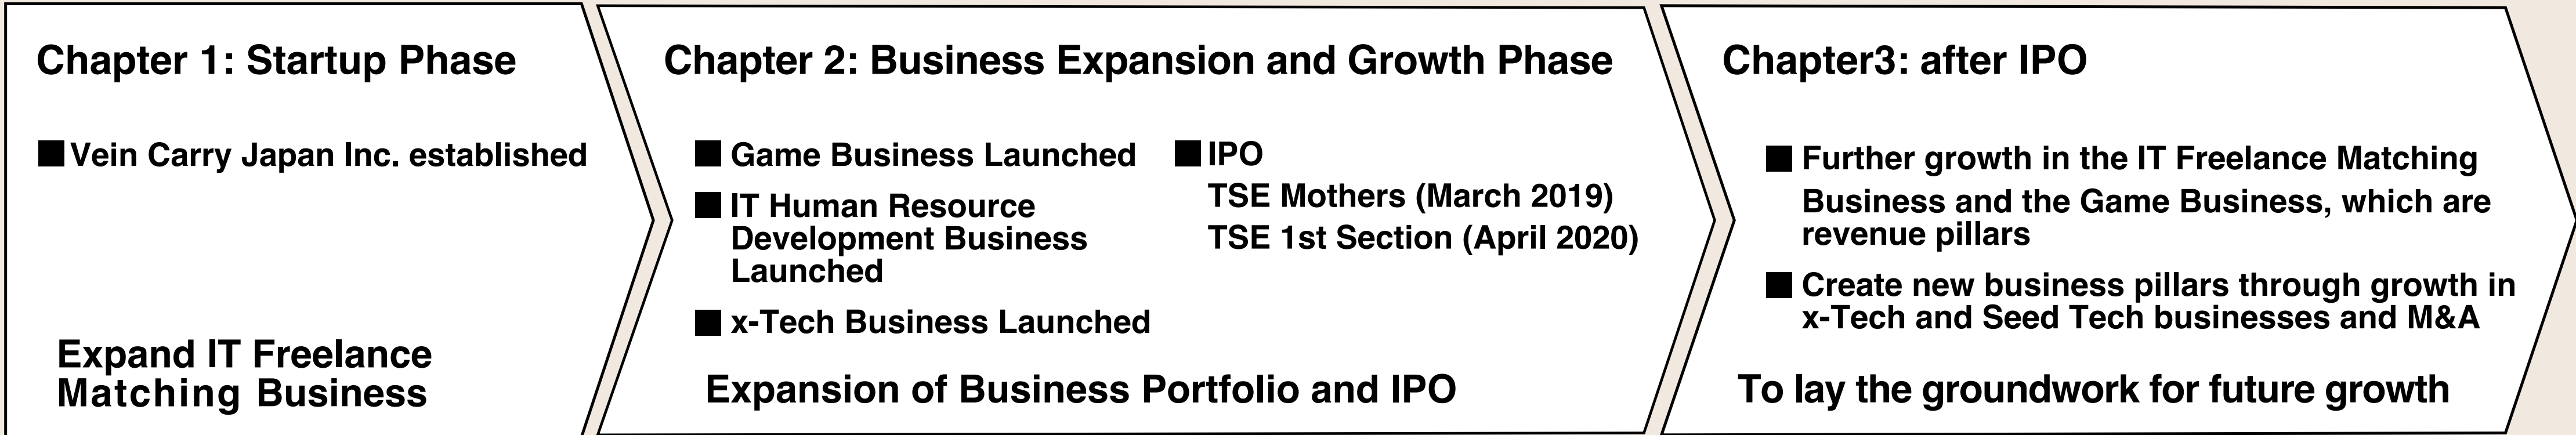 Chapter 1: Startup Phase
■ Vein Carry Japan Inc. established
Expand IT Freelance
Matching Business
Chapter 2: Business Expansion and Growth Phase
■ Game Business Launched
■ IT Human Resource
Development Business
Launched
■ x-Tech Business Launched
■ IPO
TSE Mothers (March 2019)
TSE 1st Section (April 2020)
Expansion of Business Portfolio and IPO
Chapter3: after IPO
■ Further growth in the IT Freelance Matching
Business and the Game Business, which are
revenue pillars
■ Create new business pillars through growth in
x-Tech and Seed Tech businesses and M&A
To lay the groundwork for future growth